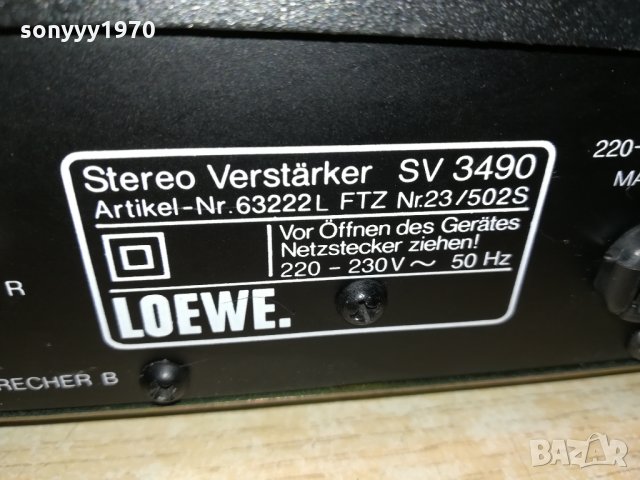 sonyyy1970
Stereo Verstärker SV 3490
Artikel-Nr. 63222L FTZ Nr.23/502S
Vor Öffnen des Gerätes
Netzstecker ziehen!
220 - 230V ~ 50 Hz
LOEWE.
220-
MA
R
RECHER B
BAZAR